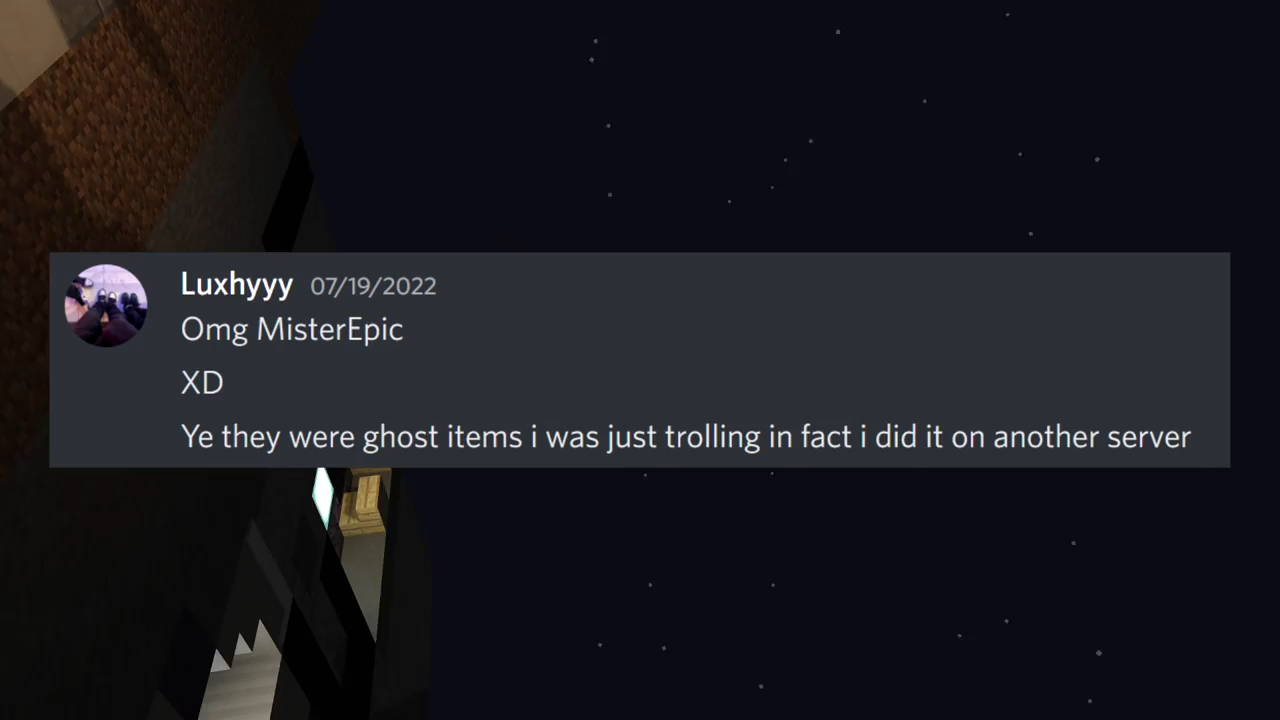 Luxhyyy 07/19/2022
Omg MisterEpic
XD
Ye they were ghost items i was just trolling in fact i did it on another server